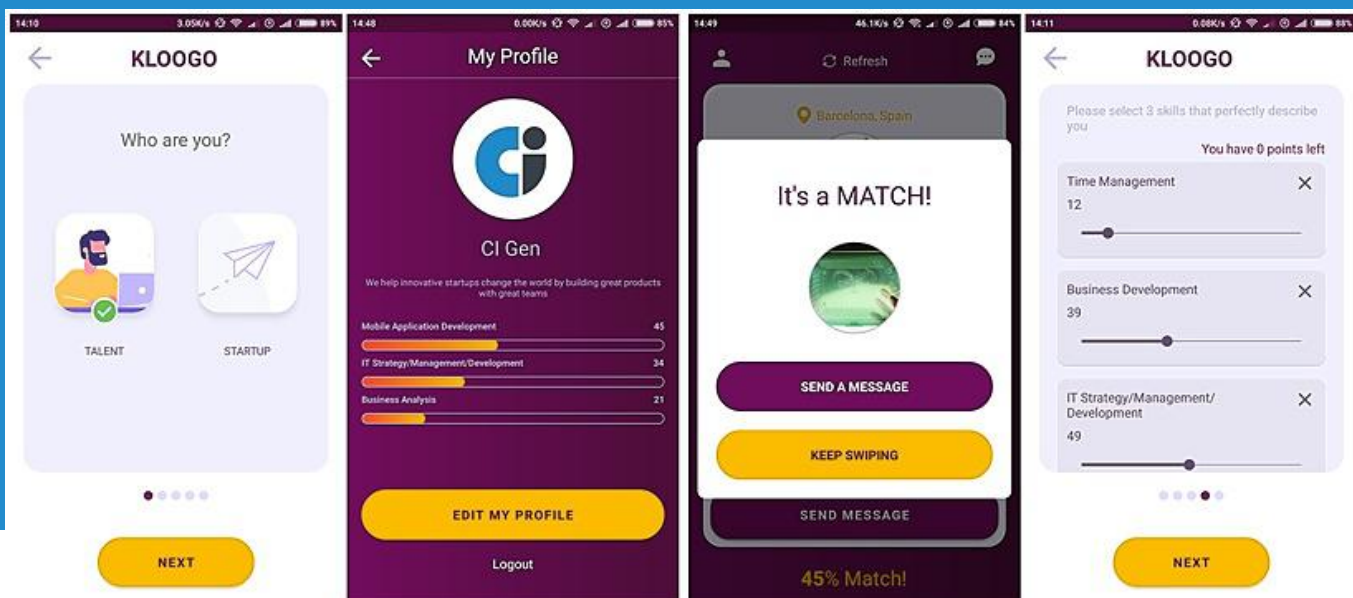 14:10 3.05K/s 89%
KLOOGO
Who are you?
TALENT STARTUP
NEXT
14:48 0.00K/s 85%
My Profile
CI Gen
We help innovative startups change the world by building great products
with great teams
Mobile Application Development 45
IT Strategy/Management/Development 34
Business Analysis 21
EDIT MY PROFILE
Logout
14:49 46.1K/s 84%
Refresh
Barcelona, Spain
It's a MATCH!
SEND A MESSAGE
KEEP SWIPING
SEND MESSAGE
45% Match!
14:11 0.08K/s 88%
KLOOGO
Please select 3 skills that perfectly describe
you
You have 0 points left
Time Management
12
Business Development
39
IT Strategy/Management/
Development
49
NEXT